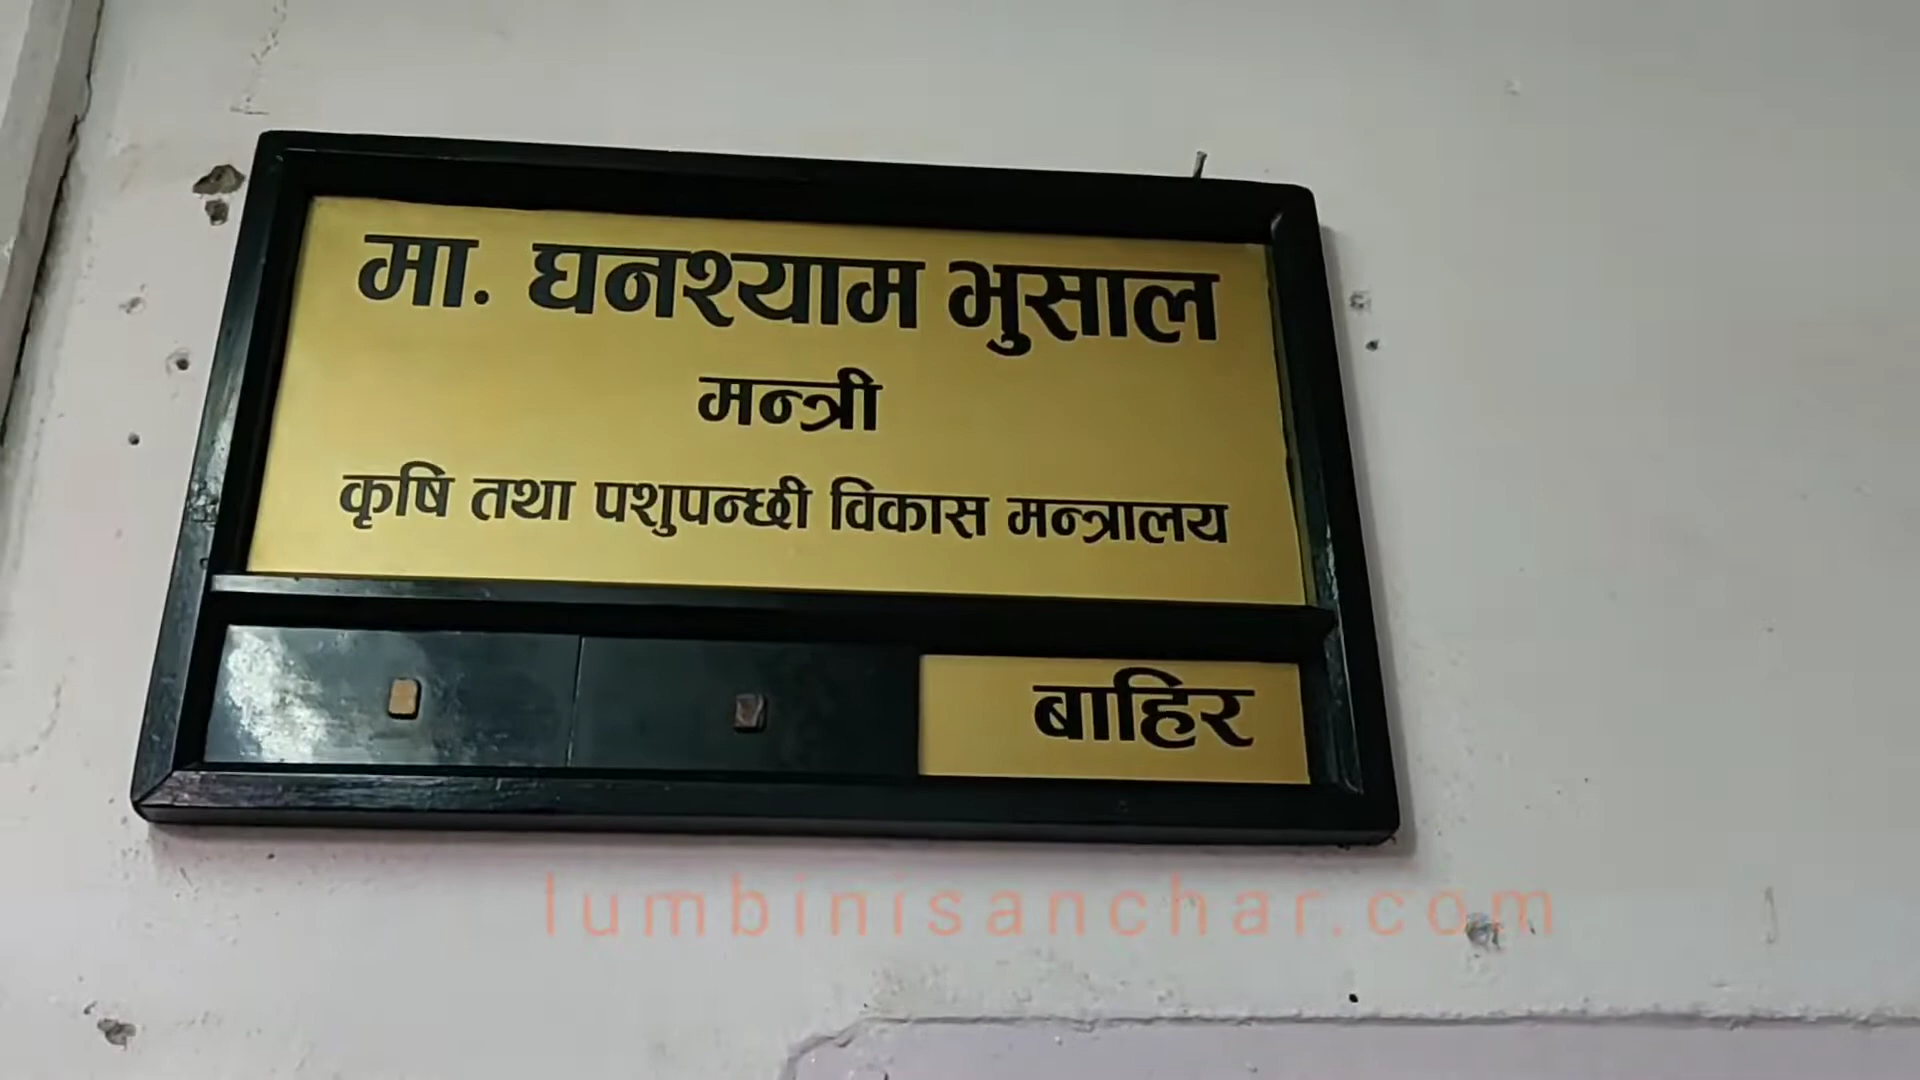 मा. घनश्याम भुसाल
मन्त्री
कृषि तथा पशुपन्छी विकास मन्त्रालय
बाहिर
lumbinisanchar.com